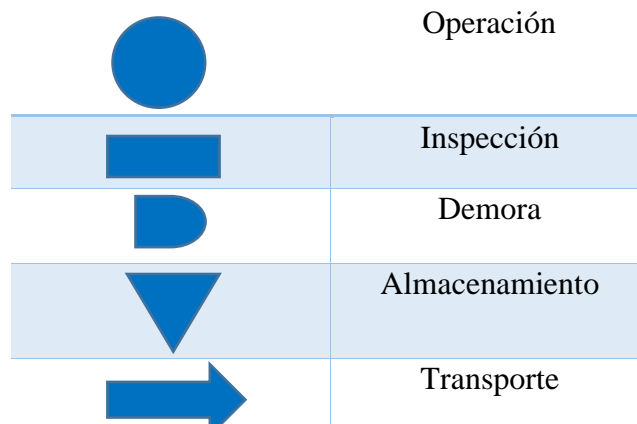 Operación
Inspección
Demora
Almacenamiento
Transporte